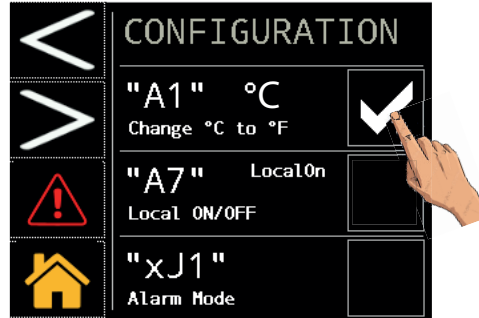 CONFIGURATION
"A1" °C
Change °C to °F
"A7" LocalOn
Local ON/OFF
"xJ1"
Alarm Mode